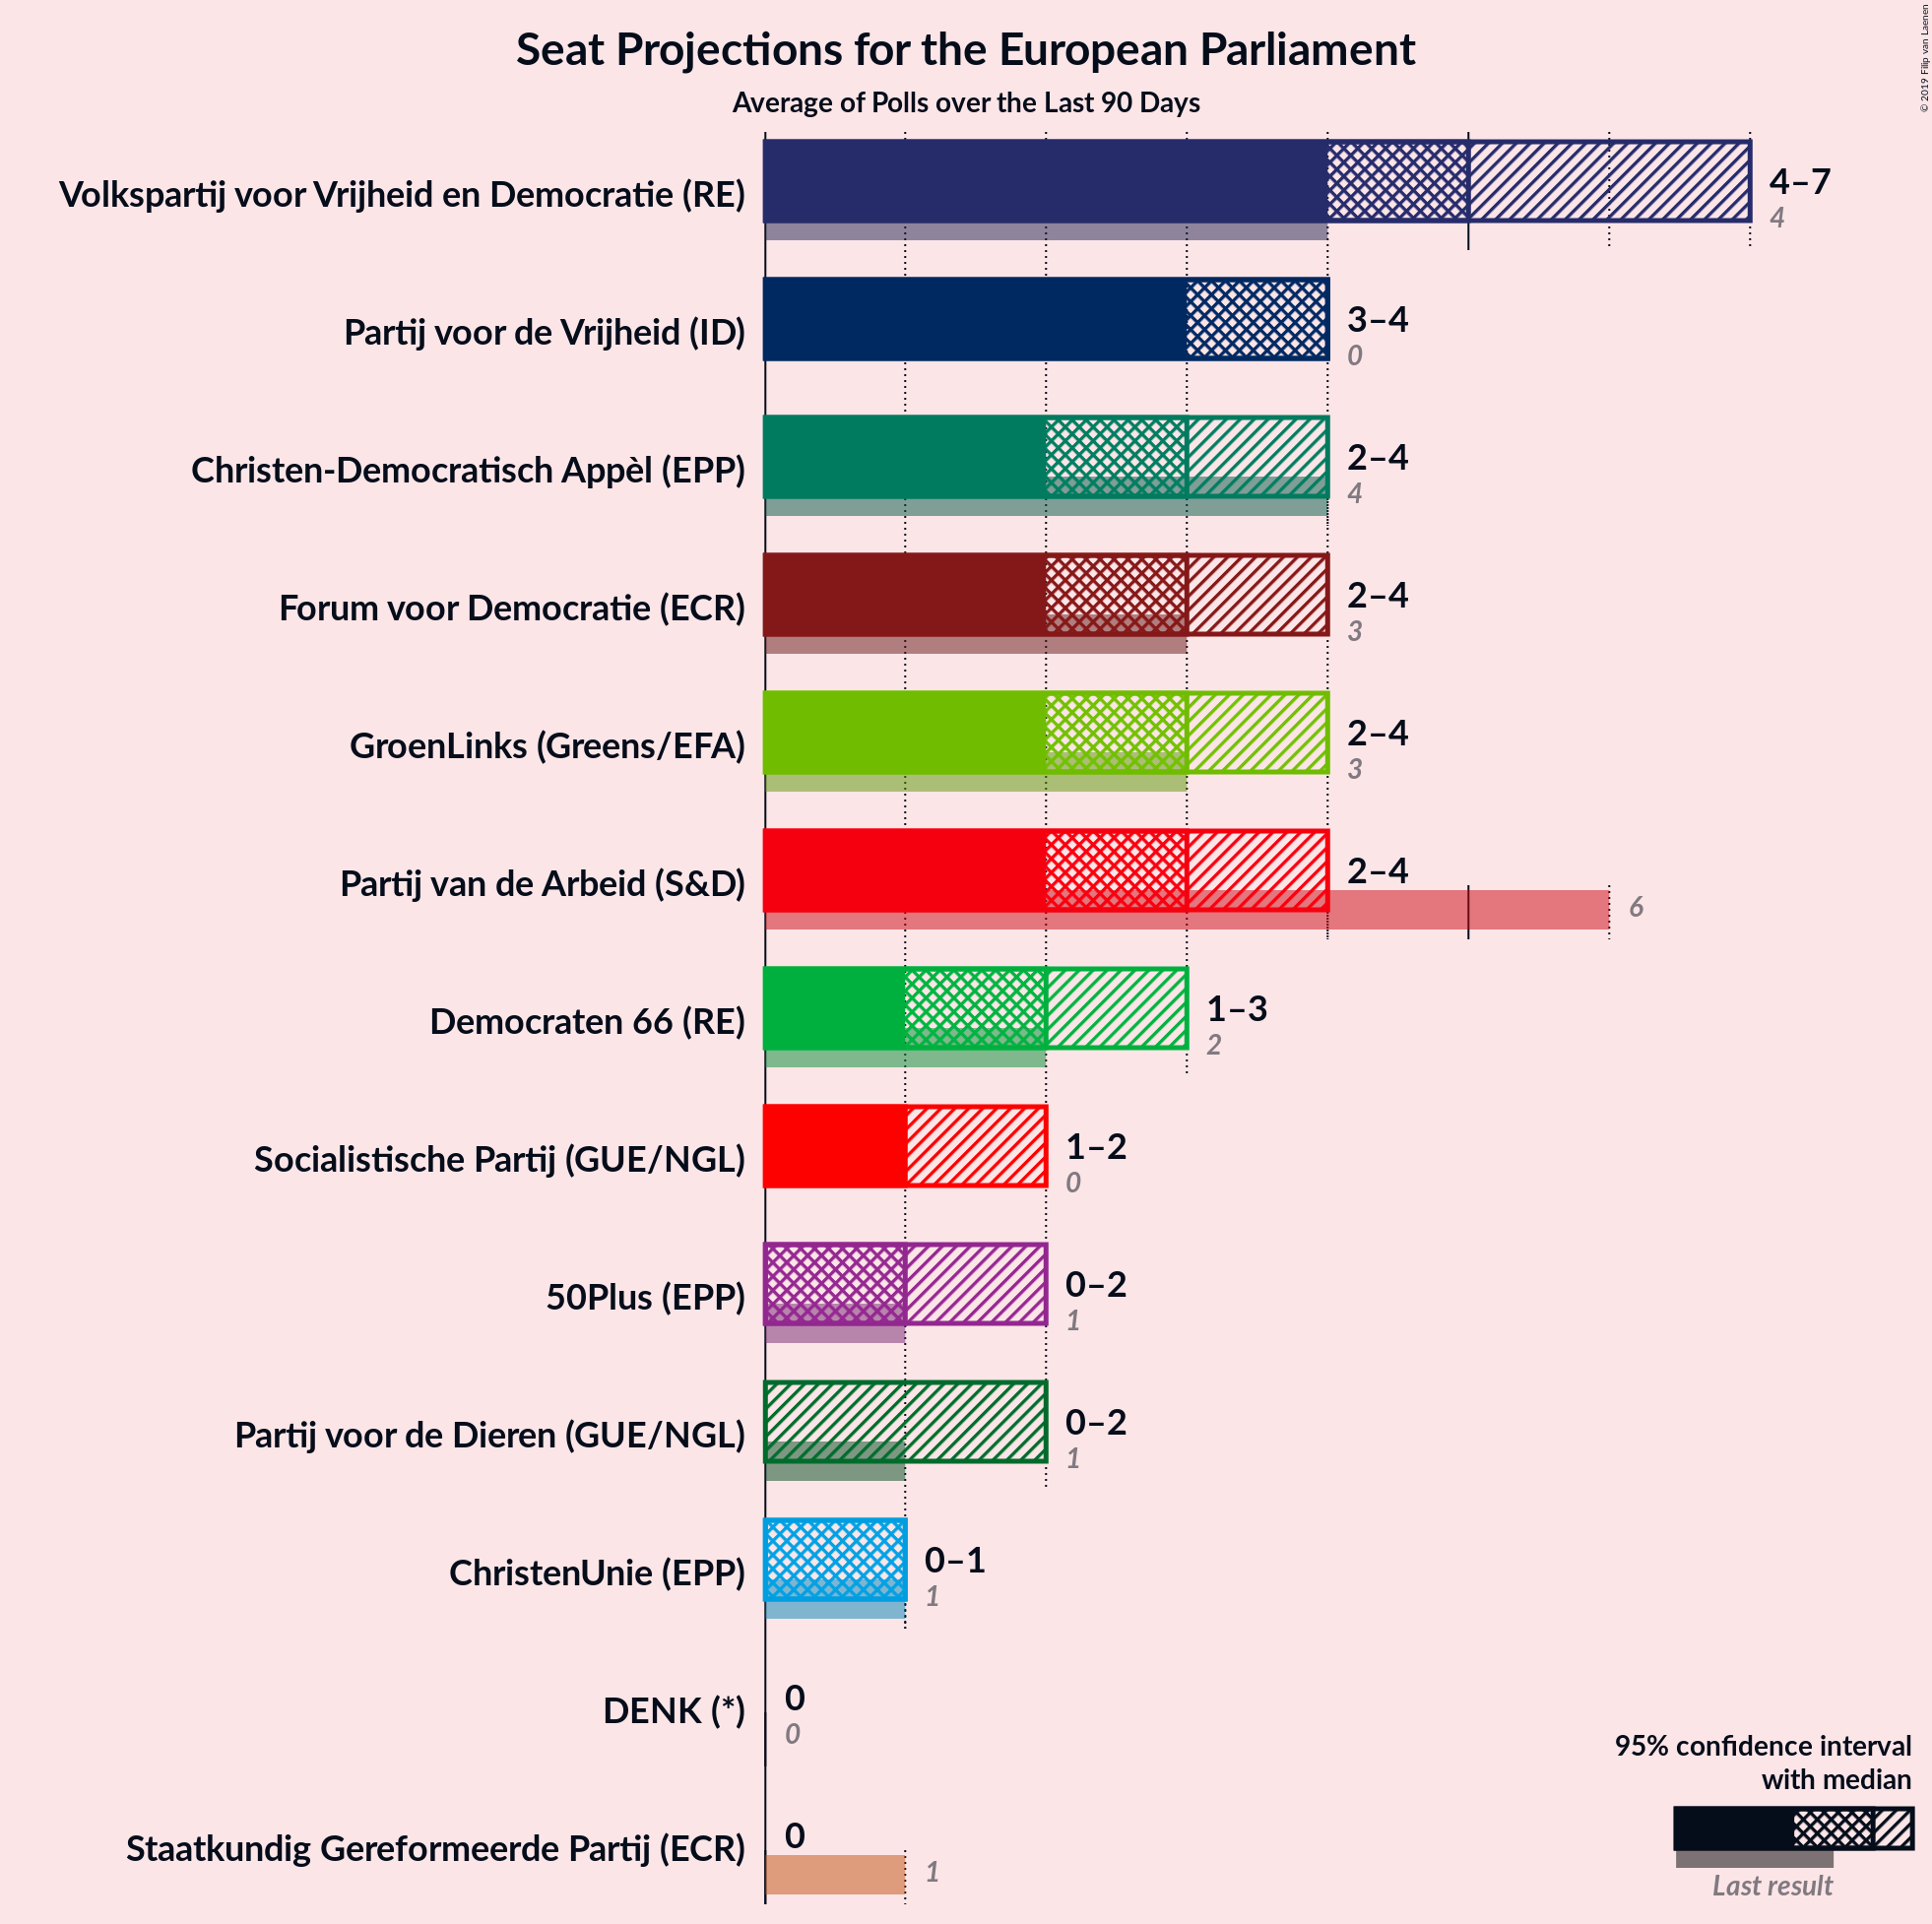 Seat Projections for the European Parliament
Average of Polls over the Last 90 Days
© 2019 Filip van Laenen
Volkspartij voor Vrijheid en Democratie (RE)
4–7
4
Partij voor de Vrijheid (ID)
3–4
0
Christen-Democratisch Appèl (EPP)
2–4
4
Forum voor Democratie (ECR)
2–4
3
GroenLinks (Greens/EFA)
2–4
3
Partij van de Arbeid (S&D)
2–4
6
Democraten 66 (RE)
1–3
2
Socialistische Partij (GUE/NGL)
1–2
0
50Plus (EPP)
0–2
1
Partij voor de Dieren (GUE/NGL)
0–2
1
ChristenUnie (EPP)
0–1
1
DENK (*)
0
0
Staatkundig Gereformeerde Partij (ECR)
0
1
95% confidence interval
with median
Last result